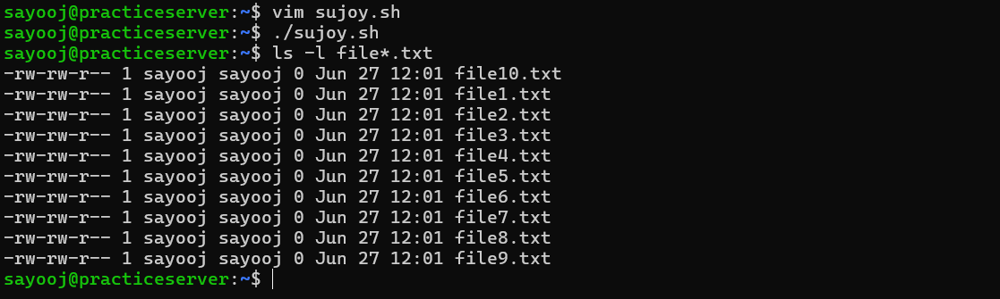 sayooj@practiceserver:~$ vim sujoy.sh
sayooj@practiceserver:~$ ./sujoy.sh
sayooj@practiceserver:~$ ls -l file*.txt
-rw-rw-r-- 1 sayooj sayooj 0 Jun 27 12:01 file10.txt
-rw-rw-r-- 1 sayooj sayooj 0 Jun 27 12:01 file1.txt
-rw-rw-r-- 1 sayooj sayooj 0 Jun 27 12:01 file2.txt
-rw-rw-r-- 1 sayooj sayooj 0 Jun 27 12:01 file3.txt
-rw-rw-r-- 1 sayooj sayooj 0 Jun 27 12:01 file4.txt
-rw-rw-r-- 1 sayooj sayooj 0 Jun 27 12:01 file5.txt
-rw-rw-r-- 1 sayooj sayooj 0 Jun 27 12:01 file6.txt
-rw-rw-r-- 1 sayooj sayooj 0 Jun 27 12:01 file7.txt
-rw-rw-r-- 1 sayooj sayooj 0 Jun 27 12:01 file8.txt
-rw-rw-r-- 1 sayooj sayooj 0 Jun 27 12:01 file9.txt
sayooj@practiceserver:~$